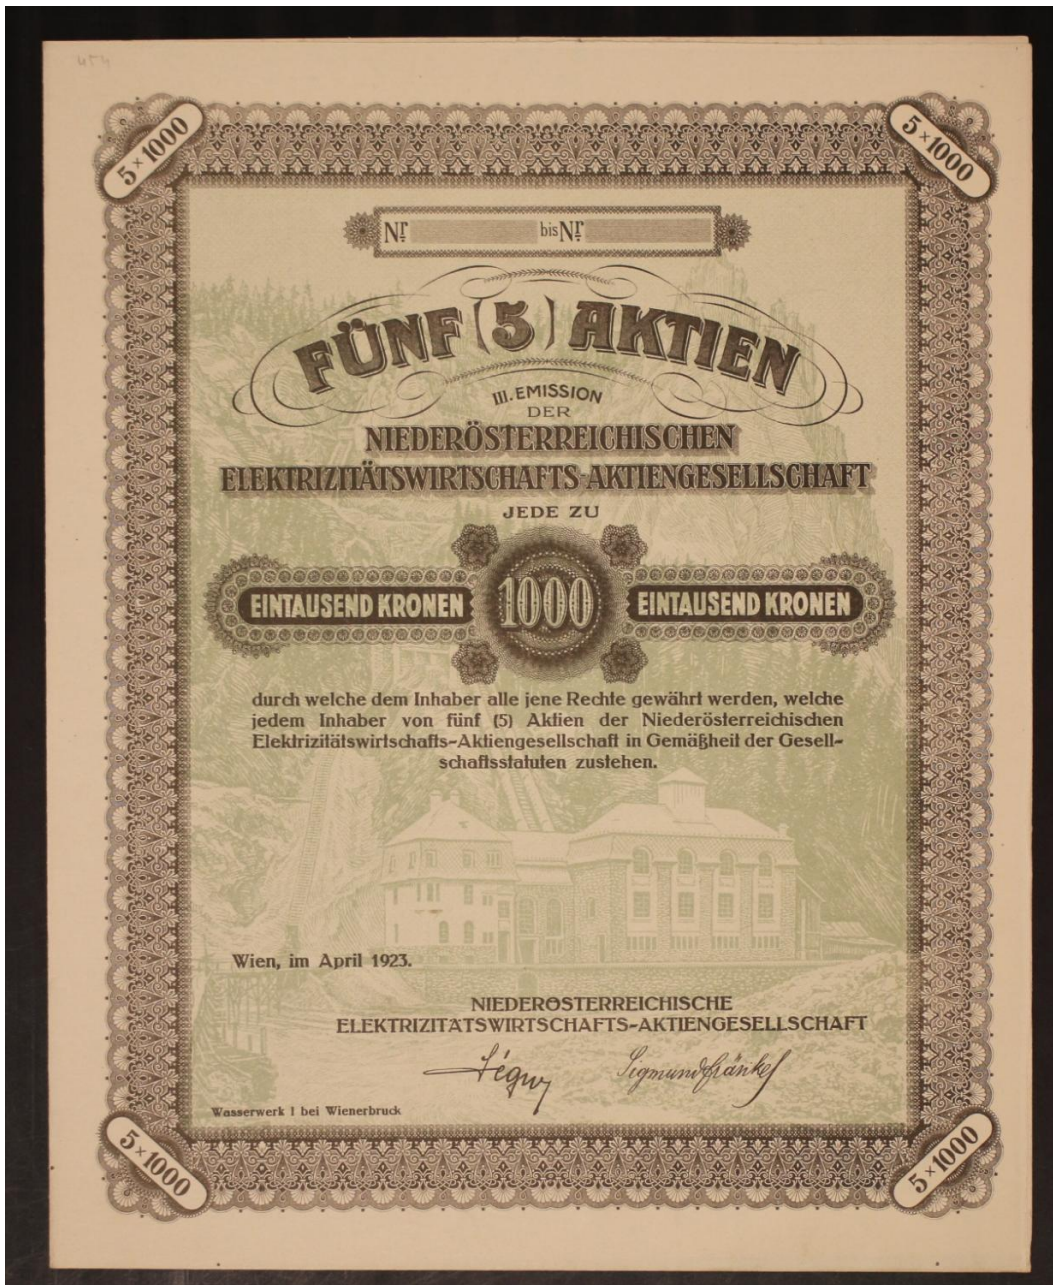 454
5 × 1000
5 × 1000
Nr bis Nr
FÜNF (5) AKTIEN
III. EMISSION
DER
NIEDERÖSTERREICHISCHEN
ELEKTRIZITÄTSWIRTSCHAFTS-AKTIENGESELLSCHAFT
JEDE ZU
EINTAUSEND KRONEN 1000 EINTAUSEND KRONEN
durch welche dem Inhaber alle jene Rechte gewährt werden, welche
jedem Inhaber von fünf (5) Aktien der Niederösterreichischen
Elektrizitätswirtschafts-Aktiengesellschaft in Gemäßheit der Gesell-
schaftsstatuten zustehen.
Wien, im April 1923.
NIEDERÖSTERREICHISCHE
ELEKTRIZITÄTSWIRTSCHAFTS-AKTIENGESELLSCHAFT
Sigmund Fränkel
Wasserwerk I bei Wienerbruck
5 × 1000
5 × 1000